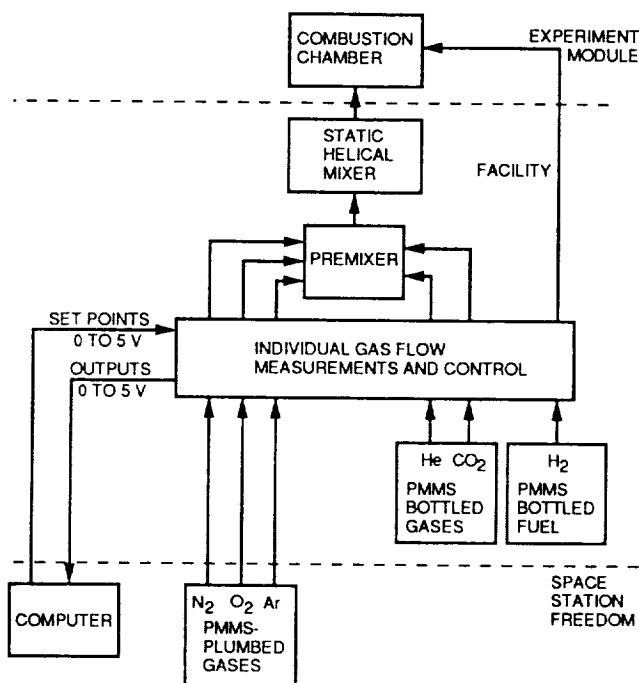 COMBUSTION
CHAMBER
EXPERIMENT
MODULE
STATIC
HELICAL
MIXER
FACILITY
PREMIXER
SET POINTS
0 TO 5 V
OUTPUTS
0 TO 5 V
INDIVIDUAL GAS FLOW
MEASUREMENTS AND CONTROL
He CO2
PMMS
BOTTLED
GASES
H2
PMMS
BOTTLED
FUEL
COMPUTER
N2 O2 Ar
PMMS-
PLUMBED
GASES
SPACE
STATION
FREEDOM